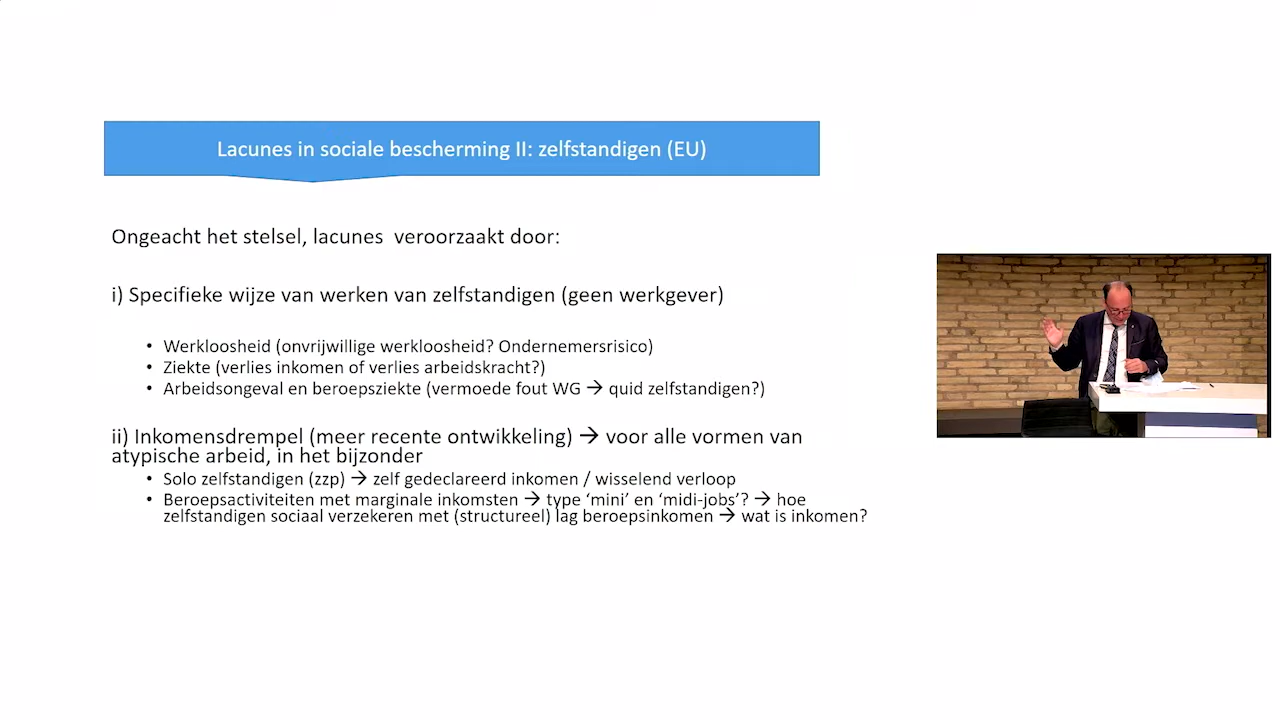 Lacunes in sociale bescherming II: zelfstandigen (EU)
Ongeacht het stelsel, lacunes  veroorzaakt door:
i) Specifieke wijze van werken van zelfstandigen (geen werkgever)
• Werkloosheid (onvrijwillige werkloosheid? Ondernemersrisico)
• Ziekte (verlies inkomen of verlies arbeidskracht?)
• Arbeidsongeval en beroepsziekte (vermoede fout WG → quid zelfstandigen?)
ii) Inkomensdrempel (meer recente ontwikkeling) → voor alle vormen van
atypische arbeid, in het bijzonder
• Solo zelfstandigen (zzp) → zelf gedeclareerd inkomen / wisselend verloop
• Beroepsactiviteiten met marginale inkomsten → type ‘mini’ en ‘midi-jobs’? → hoe
zelfstandigen sociaal verzekeren met (structureel) lag beroepsinkomen → wat is inkomen?